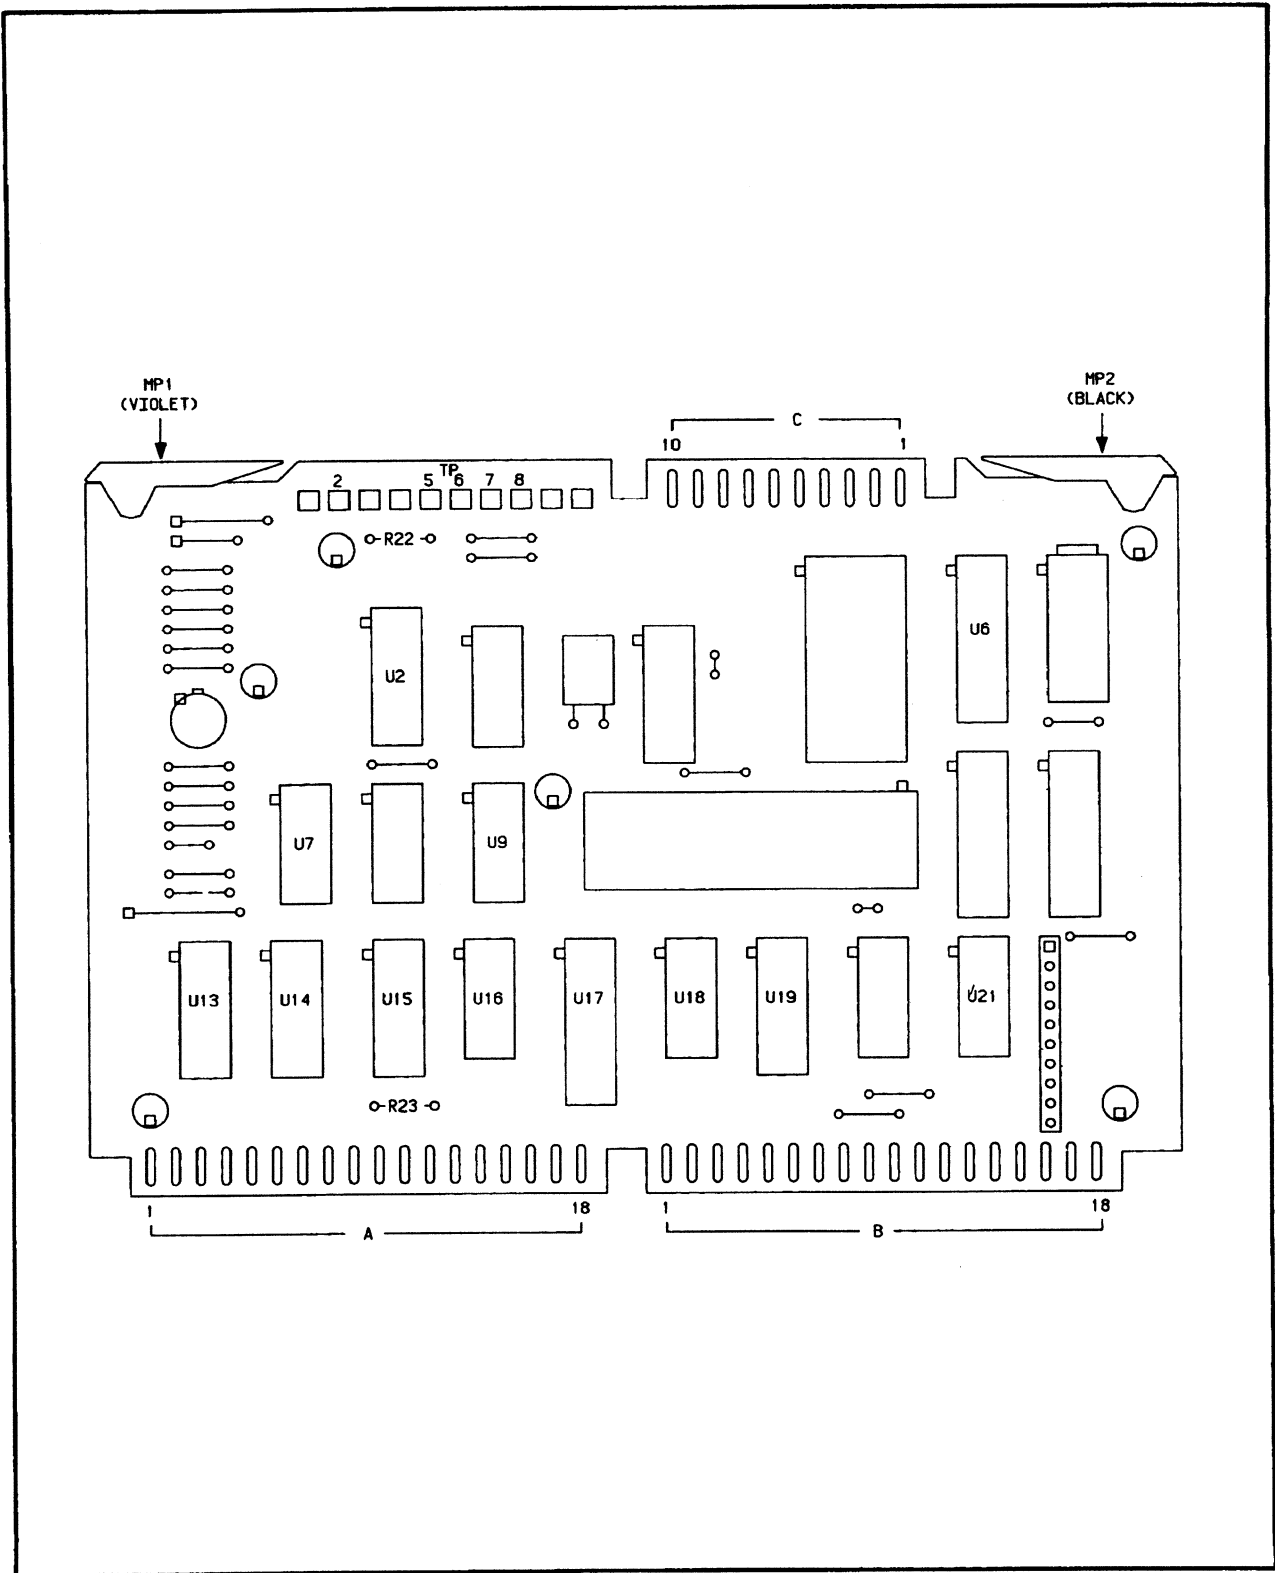 MP1
(VIOLET)
MP2
(BLACK)
C
10 1
TP
2 5 6 7 8
R22
U6
U2
U7
U9
U13 U14 U15 U16 U17 U18 U19 U21
R23
1 18 1 18
A B